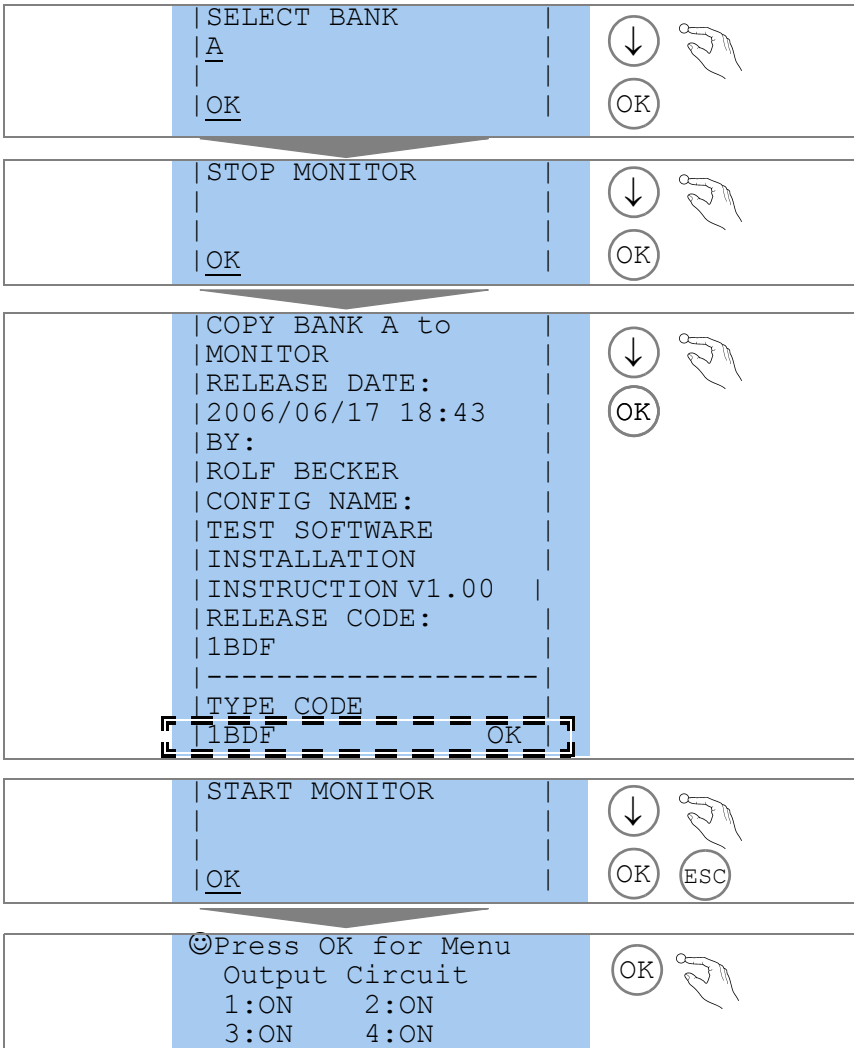 |SELECT BANK |
|A |
| |
|OK |
↓
OK
|STOP MONITOR |
| |
| |
|OK |
↓
OK
|COPY BANK A to |
|MONITOR |
|RELEASE DATE: |
|2006/06/17 18:43 |
|BY: |
|ROLF BECKER |
|CONFIG NAME: |
|TEST SOFTWARE |
|INSTALLATION |
|INSTRUCTION V1.00 |
|RELEASE CODE: |
|1BDF |
|-------------------|
|TYPE CODE |
|1BDF OK |
↓
OK
|START MONITOR |
| |
| |
|OK |
↓
OK ESC
☺Press OK for Menu
Output Circuit
1:ON 2:ON
3:ON 4:ON
OK